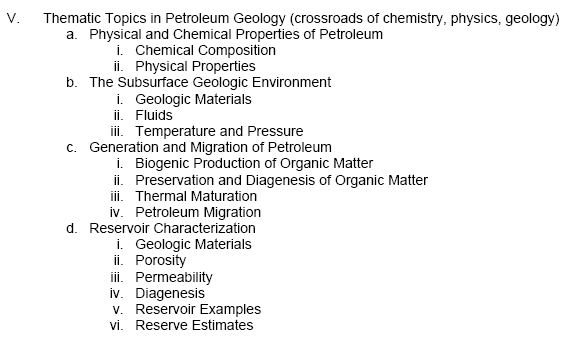 V. Thematic Topics in Petroleum Geology (crossroads of chemistry, physics, geology)
a. Physical and Chemical Properties of Petroleum
i. Chemical Composition
ii. Physical Properties
b. The Subsurface Geologic Environment
i. Geologic Materials
ii. Fluids
iii. Temperature and Pressure
c. Generation and Migration of Petroleum
i. Biogenic Production of Organic Matter
ii. Preservation and Diagenesis of Organic Matter
iii. Thermal Maturation
iv. Petroleum Migration
d. Reservoir Characterization
i. Geologic Materials
ii. Porosity
iii. Permeability
iv. Diagenesis
v. Reservoir Examples
vi. Reserve Estimates